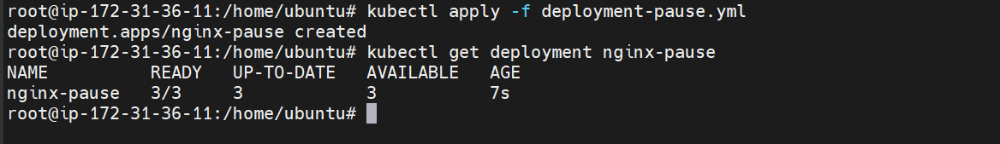 root@ip-172-31-36-11:/home/ubuntu# kubectl apply -f deployment-pause.yml
deployment.apps/nginx-pause created
root@ip-172-31-36-11:/home/ubuntu# kubectl get deployment nginx-pause
NAME          READY   UP-TO-DATE   AVAILABLE   AGE
nginx-pause   3/3     3            3           7s
root@ip-172-31-36-11:/home/ubuntu#